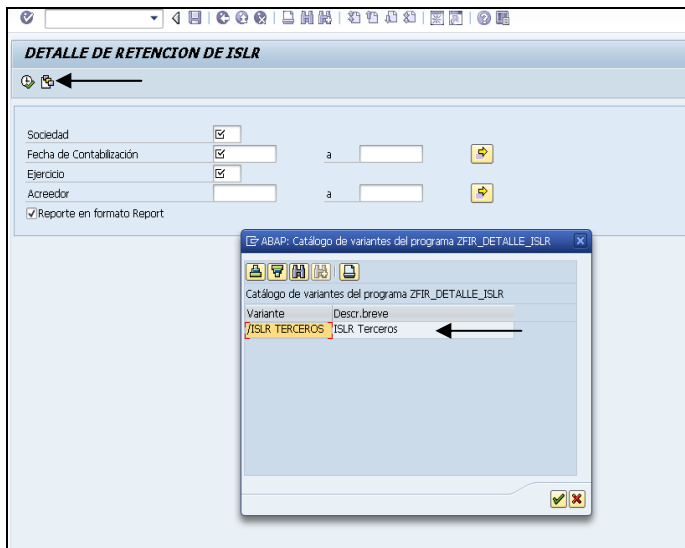 DETALLE DE RETENCION DE ISLR
Sociedad
Fecha de Contabilización a
Ejercicio
Acreedor a
Reporte en formato Report
ABAP: Catálogo de variantes del programa ZFIR_DETALLE_ISLR
Catálogo de variantes del programa ZFIR_DETALLE_ISLR
Variante Descr.breve
/ISLR TERCEROS ISLR Terceros